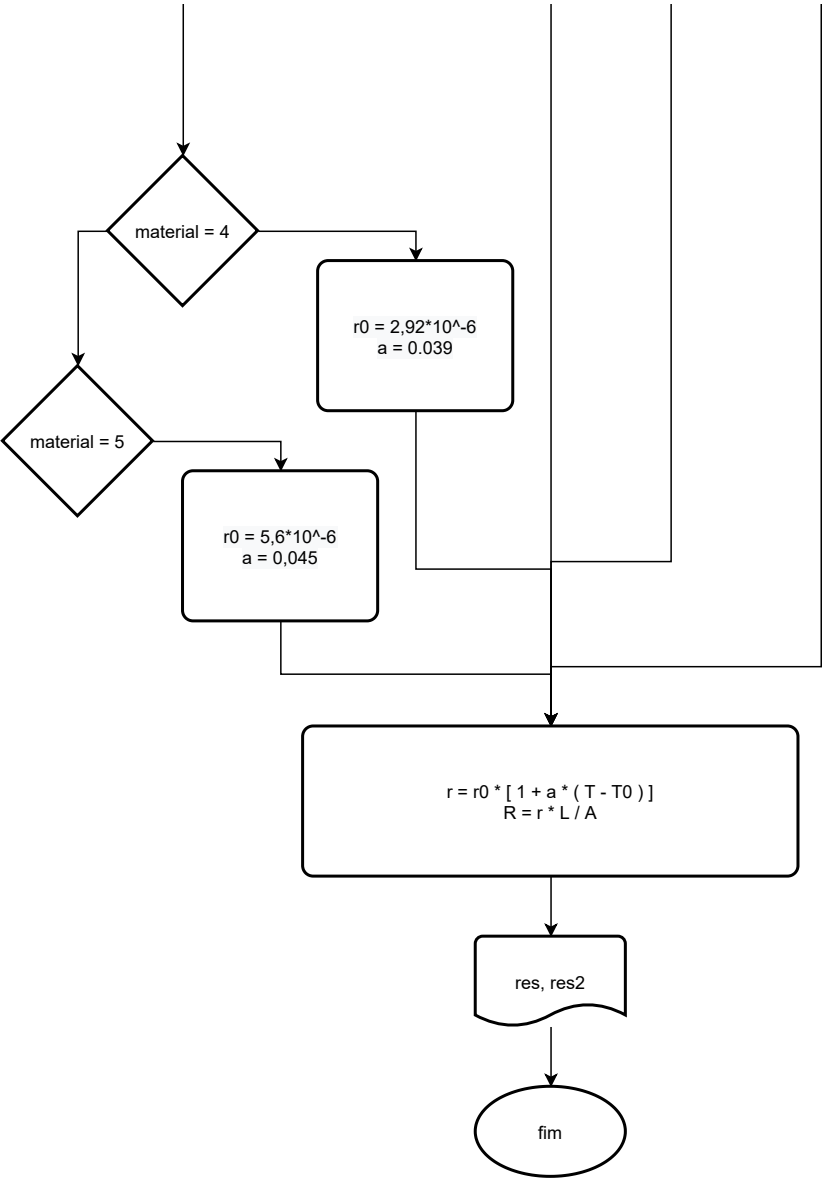 material = 4
r0 = 2,92*10^-6
a = 0.039
material = 5
r0 = 5,6*10^-6
a = 0,045
r = r0 * [ 1 + a * ( T - T0 ) ]
R = r * L / A
res, res2
fim